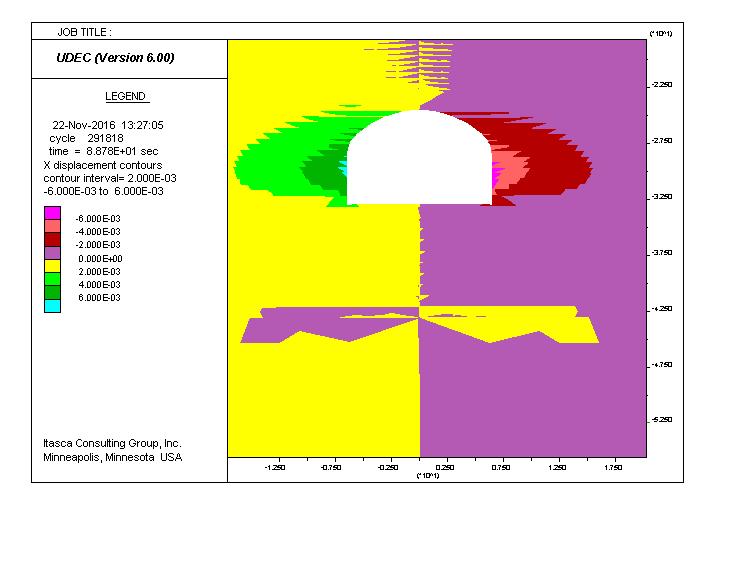 JOB TITLE :
UDEC (Version 6.00)
LEGEND
22-Nov-2016 13:27:05
cycle 291818
time = 8.878E+01 sec
X displacement contours
contour interval= 2.000E-03
-6.000E-03 to 6.000E-03
-6.000E-03
-4.000E-03
-2.000E-03
0.000E+00
2.000E-03
4.000E-03
6.000E-03
Itasca Consulting Group, Inc.
Minneapolis, Minnesota USA
(*10^1)
-2.250
-2.750
-3.250
-3.750
-4.250
-4.750
-5.250
-1.250 -0.750 -0.250 0.250 0.750 1.250 1.750
(*10^1)